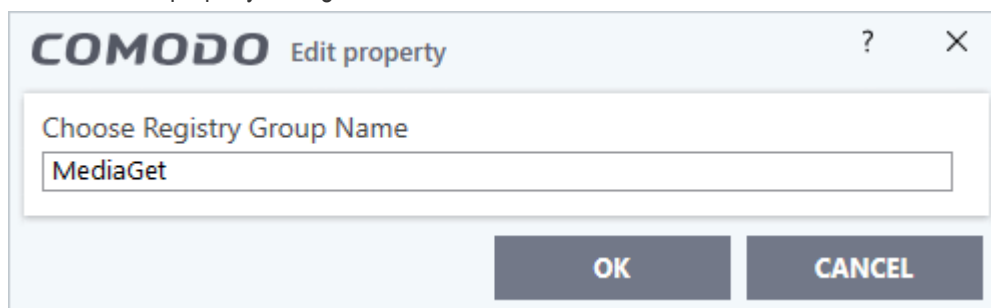 COMODO Edit property ? X
Choose Registry Group Name
MediaGet
OK CANCEL